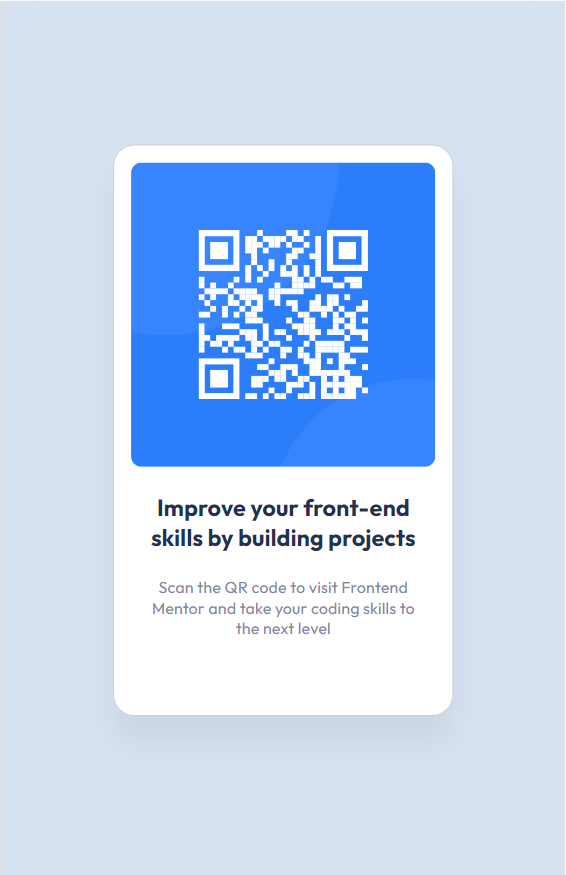 Improve your front-end
skills by building projects
Scan the QR code to visit Frontend
Mentor and take your coding skills to
the next level